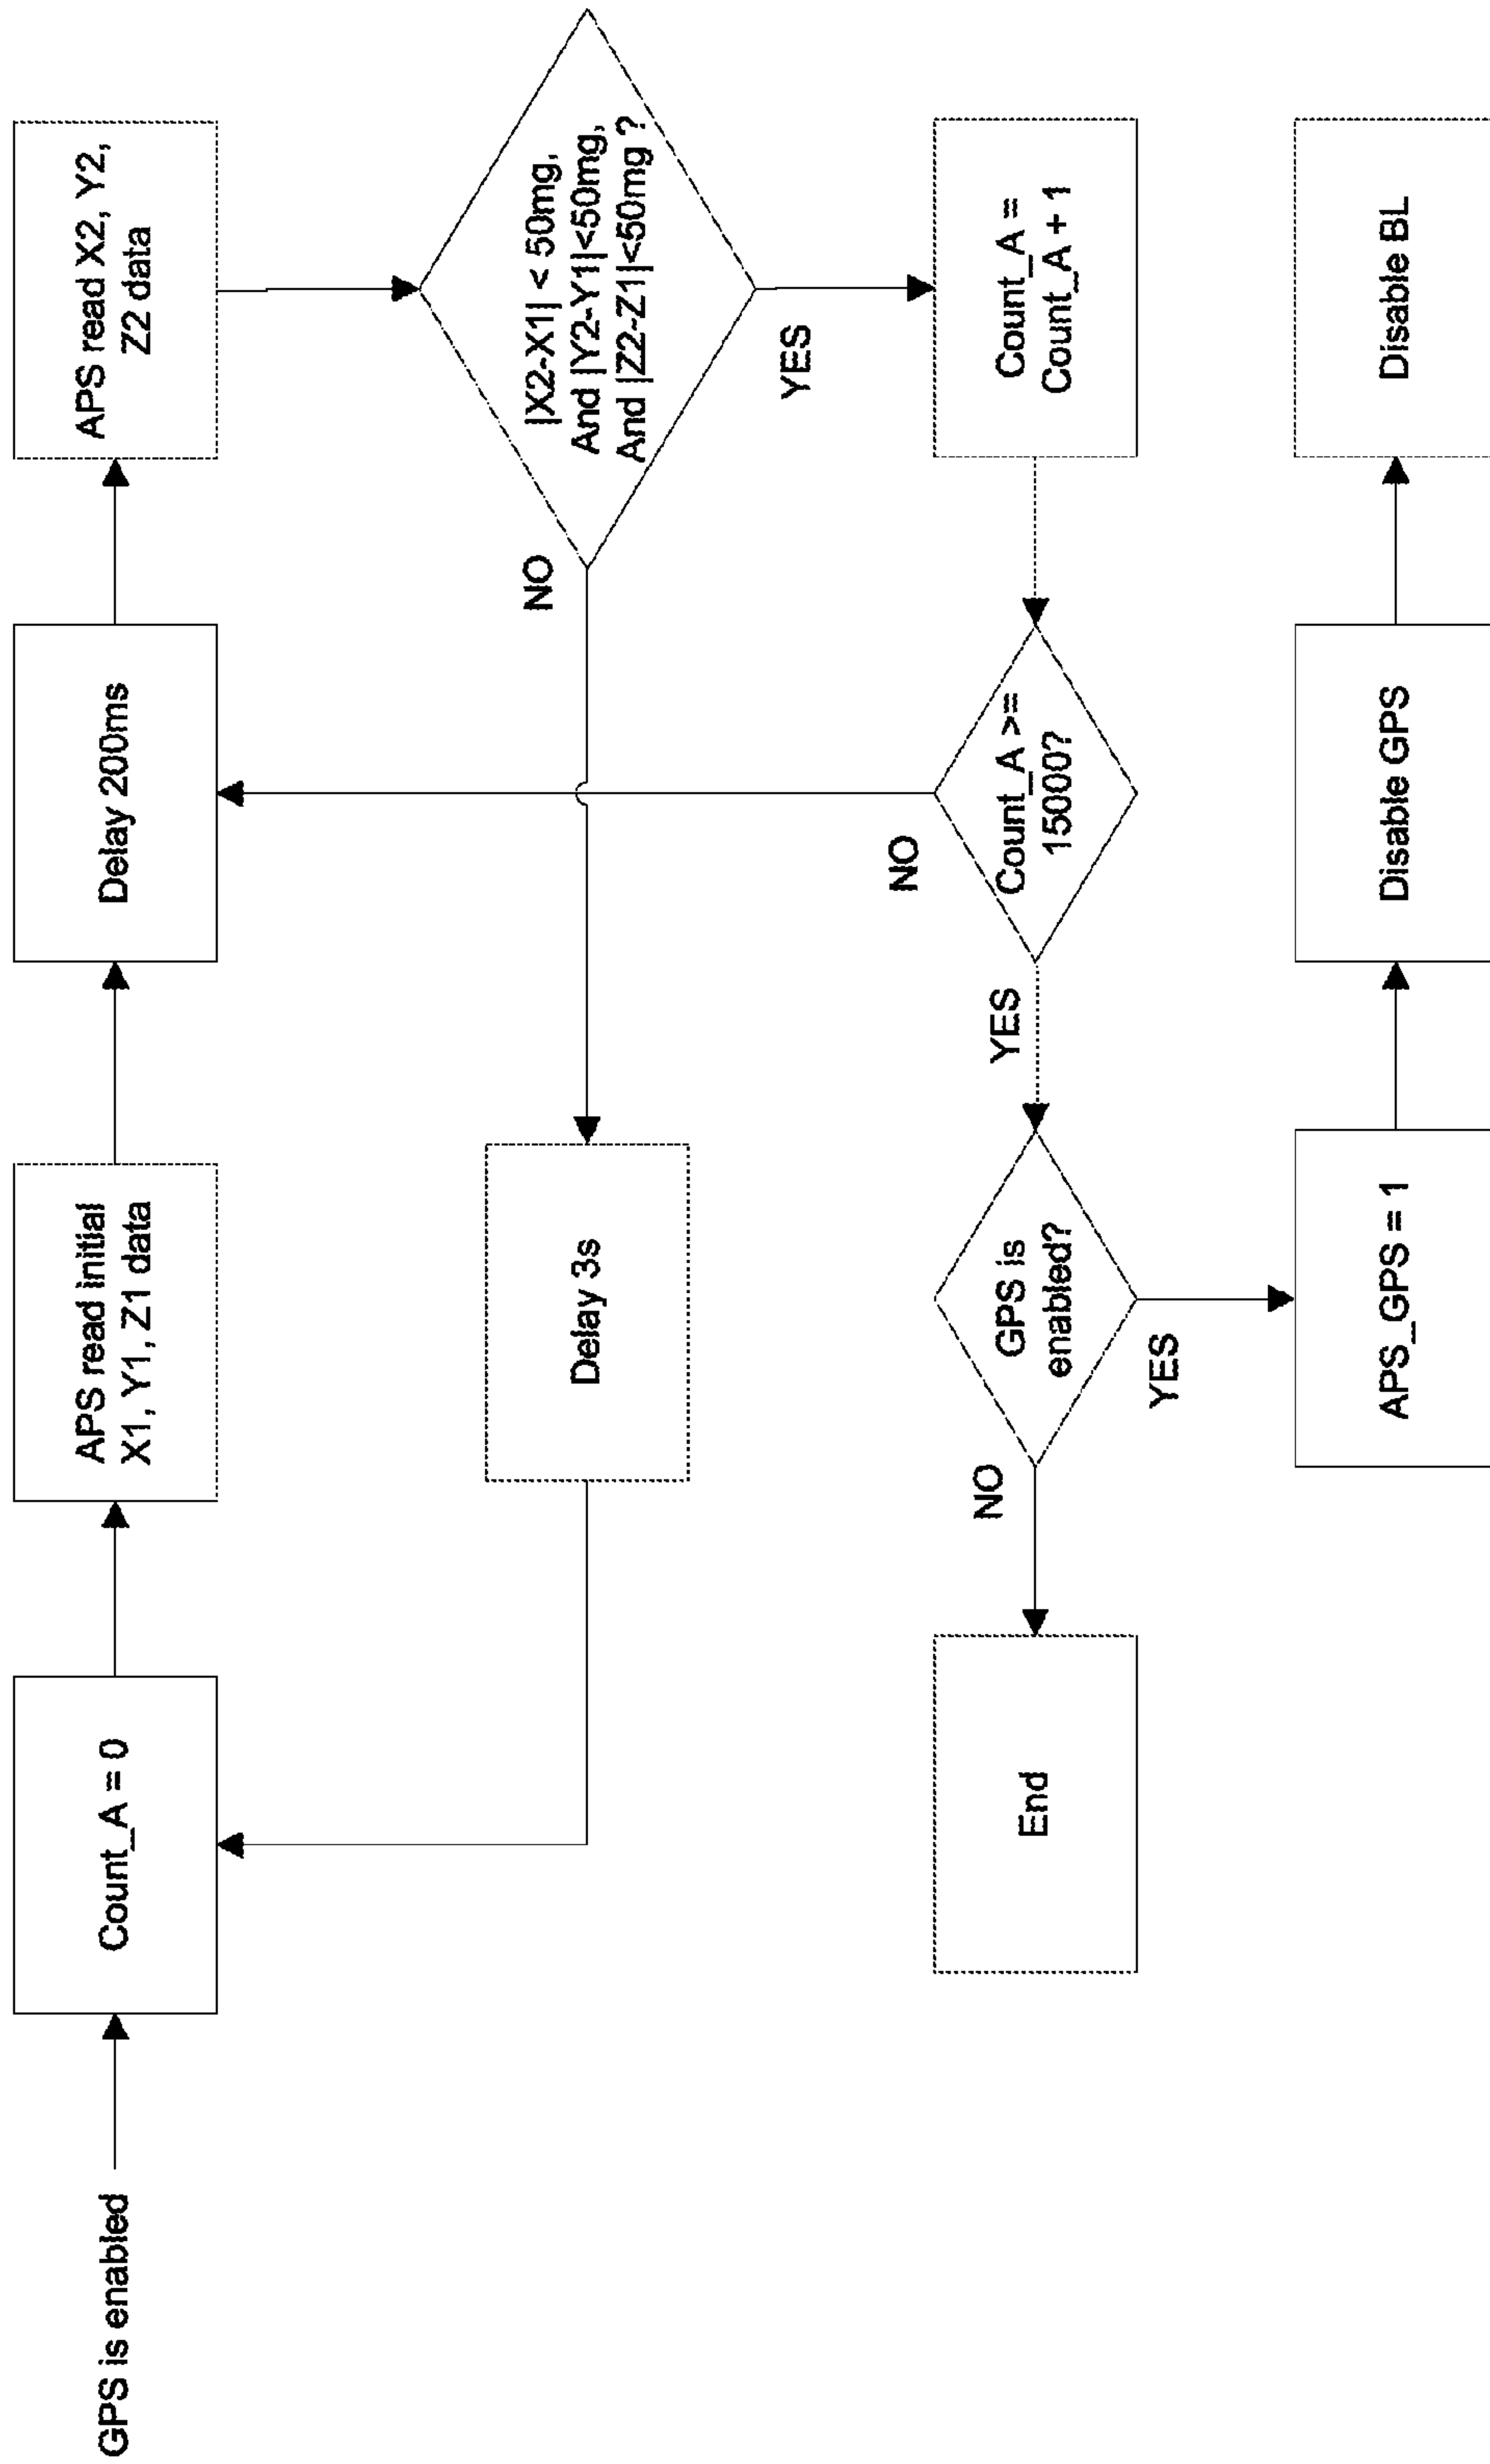 GPS is enabled
Count_A = 0
APS read initial
X1, Y1, Z1 data
Delay 200ms
APS read X2, Y2,
Z2 data
|X2-X1| < 50mg,
And |Y2-Y1|<50mg,
And |Z2-Z1|<50mg ?
NO
YES
Delay 3s
Count_A =
Count_A + 1
Count_A >=
1500?
NO
YES
GPS is
enabled?
NO
YES
End
APS_GPS = 1
Disable GPS
Disable BL